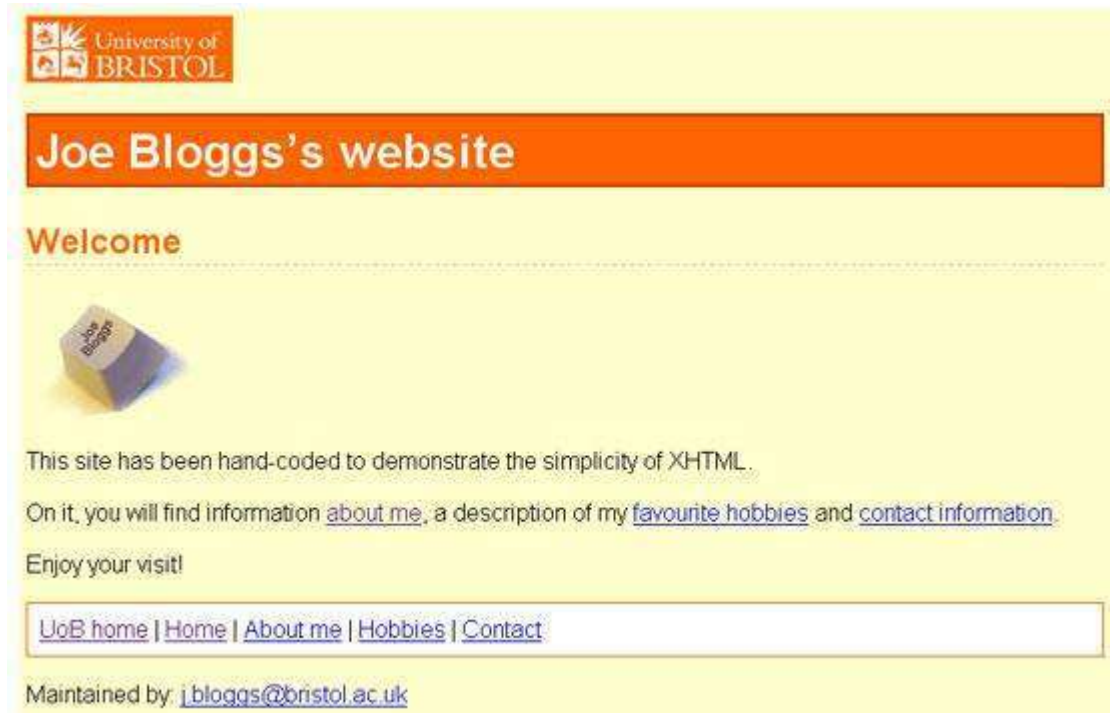 University of
BRISTOL
Joe Bloggs's website
Welcome
Joe
Bloggs
This site has been hand-coded to demonstrate the simplicity of XHTML.
On it, you will find information about me, a description of my favourite hobbies and contact information.
Enjoy your visit!
UoB home | Home | About me | Hobbies | Contact
Maintained by: j.bloggs@bristol.ac.uk